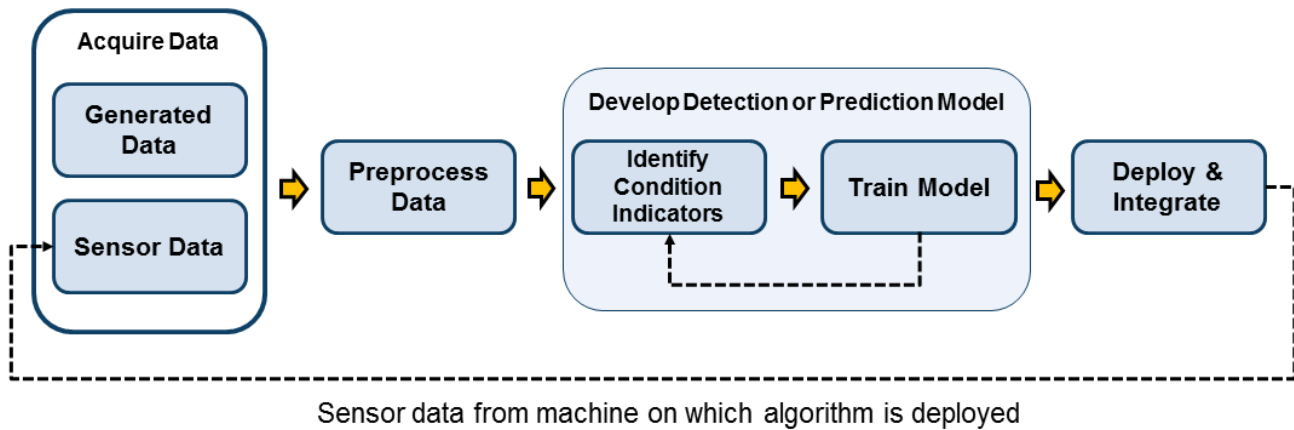 Acquire Data
Generated
Data
Sensor Data
Preprocess
Data
Develop Detection or Prediction Model
Identify
Condition
Indicators
Train Model
Deploy &
Integrate
Sensor data from machine on which algorithm is deployed